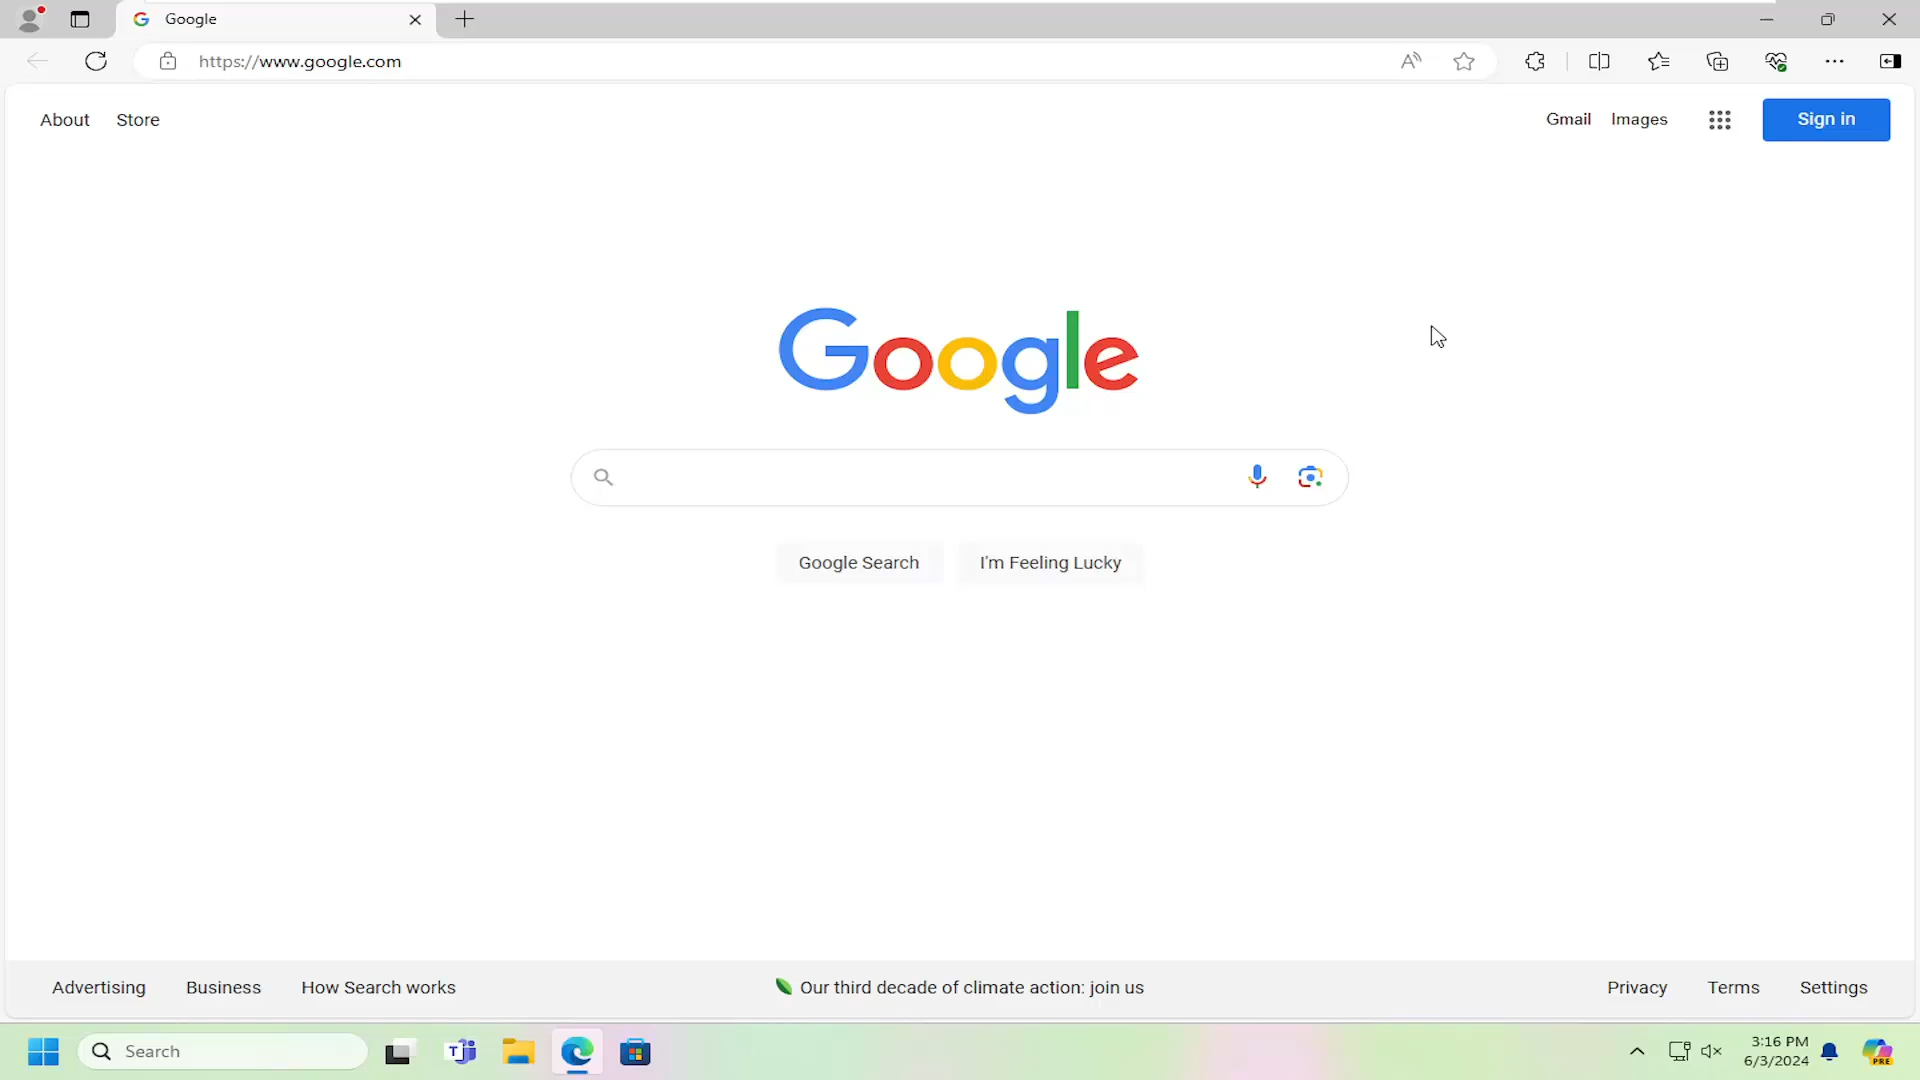 Google
https://www.google.com
About Store
Gmail Images Sign in
Google
Google Search I'm Feeling Lucky
Advertising Business How Search works
Our third decade of climate action: join us
Privacy Terms Settings
Search
3:16 PM
6/3/2024
PRE